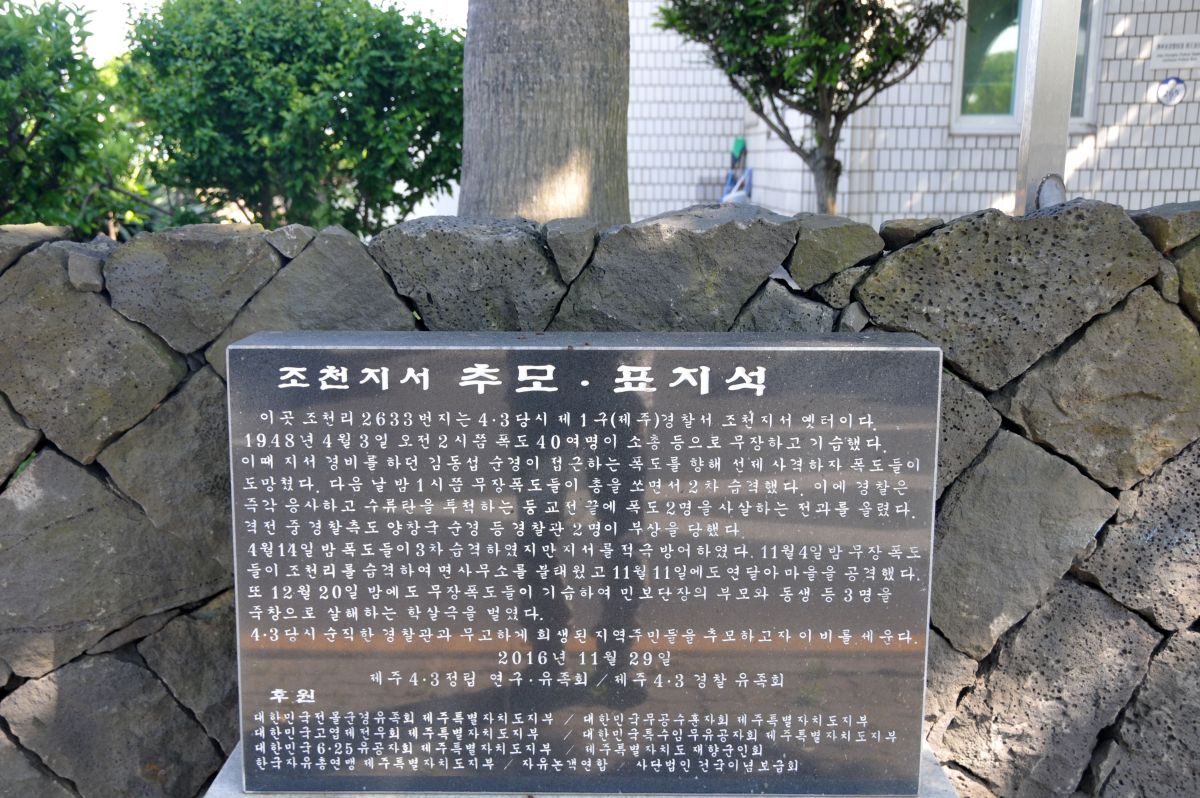 조천지서 추모·표지석
이곳 조천리 2633번지는 4·3당시 제1구(제주)경찰서 조천지서 옛터이다.
1948년 4월 3일 오전 2시쯤 폭도 40여명이 소총 등으로 무장하고 기습했다.
이때 지서 경비를 하던 김동섭 순경이 접근하는 폭도를 향해 선제 사격하자 폭도들이
도망쳤다. 다음 날 밤 1시쯤 무장폭도들이 총을 쏘면서 2차 습격했다. 이에 경찰은
즉각 응사하고 수류탄을 투척하는 등 교전 끝에 폭도 2명을 사살하는 전과를 올렸다.
격전 중 경찰측도 양창국 순경 등 경찰관 2명이 부상을 당했다.
4월14일 밤 폭도들이 3차 습격하였지만 지서를 적극 방어하였다. 11월4일 밤 무장 폭도
들이 조천리를 습격하여 면사무소를 불태웠고 11월 11일에도 연달아 마을을 공격했다.
또 12월 20일 밤에도 무장폭도들이 기습하여 민보단장의 부모와 동생 등 3명을
죽창으로 살해하는 학살극을 벌였다.
4·3당시 순직한 경찰관과 무고하게 희생된 지역주민들을 추모하고자 이 비를 세운다.
2016년 11월 29일
제주4·3정립 연구·유족회 / 제주4·3 경찰 유족회
후원
대한민국전몰군경유족회 제주특별자치도지부 / 대한민국무공수훈자회 제주특별자치도지부
대한민국고엽제전우회 제주특별자치도지부 / 대한민국특수임무유공자회 제주특별자치도지부
대한민국6·25유공자회 제주특별자치도지부 / 제주특별자치도 재향군인회
한국자유총연맹 제주특별자치도지부 / 자유논객연합 / 사단법인 건국이념보급회